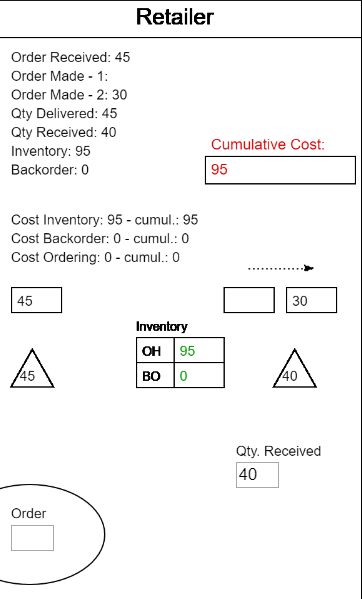 Retailer
Order Received: 45
Order Made - 1:
Order Made - 2: 30
Qty Delivered: 45
Qty Received: 40
Inventory: 95
Backorder: 0
Cumulative Cost:
95
Cost Inventory: 95 - cumul.: 95
Cost Backorder: 0 - cumul.: 0
Cost Ordering: 0 - cumul.: 0
45
30
Inventory
OH 95
BO 0
45
40
Qty. Received
40
Order